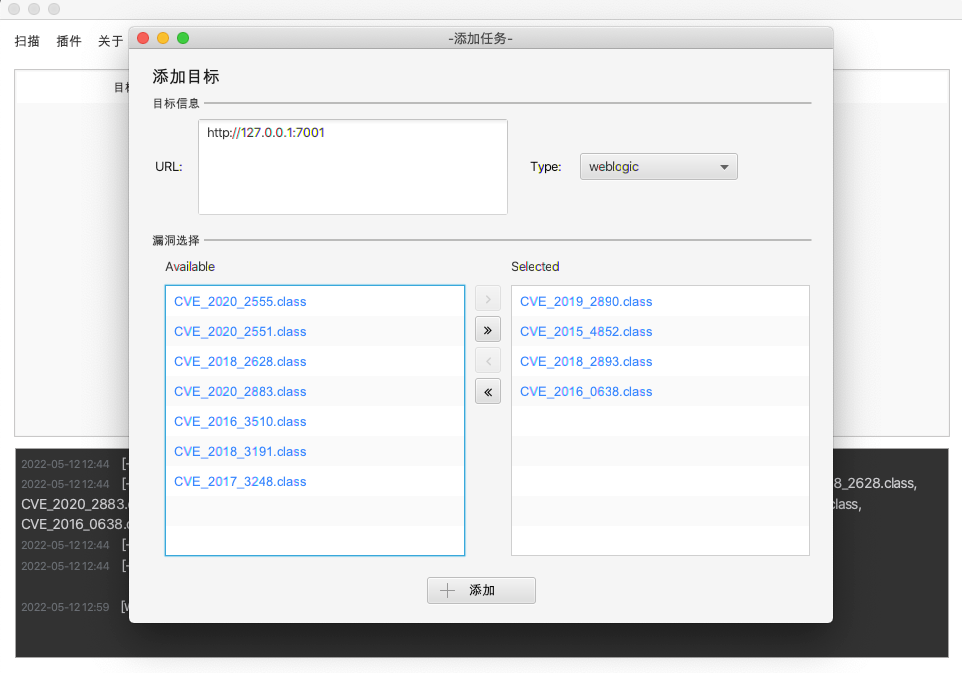 扫描 插件 关于
-添加任务-
添加目标
目标信息
URL:
http://127.0.0.1:7001
Type:
weblogic
漏洞选择
Available
Selected
CVE_2020_2555.class
CVE_2020_2551.class
CVE_2018_2628.class
CVE_2020_2883.class
CVE_2016_3510.class
CVE_2018_3191.class
CVE_2017_3248.class
CVE_2019_2890.class
CVE_2015_4852.class
CVE_2018_2893.class
CVE_2016_0638.class
添加
2022-05-12 12:44
2022-05-12 12:44 8_2628.class,
CVE_2020_2883.
CVE_2016_0638.
2022-05-12 12:44
2022-05-12 12:44
2022-05-12 12:59